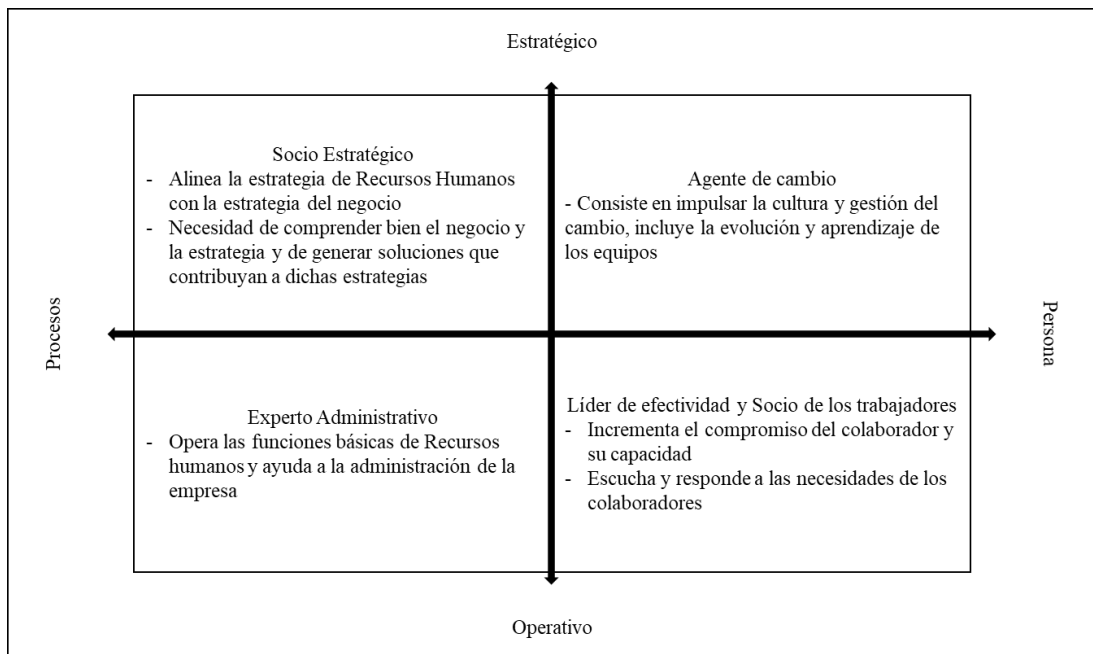 Estratégico
Socio Estratégico
- Alinea la estrategia de Recursos Humanos
con la estrategia del negocio
- Necesidad de comprender bien el negocio y
la estrategia y de generar soluciones que
contribuyan a dichas estrategias
Agente de cambio
- Consiste en impulsar la cultura y gestión del
cambio, incluye la evolución y aprendizaje de
los equipos
Procesos
Persona
Experto Administrativo
- Opera las funciones básicas de Recursos
humanos y ayuda a la administración de la
empresa
Líder de efectividad y Socio de los trabajadores
- Incrementa el compromiso del colaborador y
su capacidad
- Escucha y responde a las necesidades de los
colaboradores
Operativo